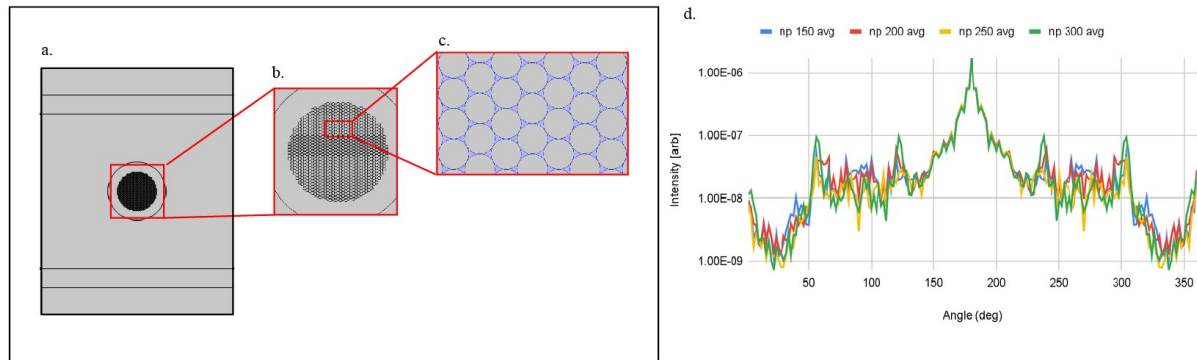 a.
b.
c.
d.
np 150 avg np 200 avg np 250 avg np 300 avg
1.00E-06
1.00E-07
1.00E-08
1.00E-09
Intensity [arb]
50 100 150 200 250 300 350
Angle (deg)